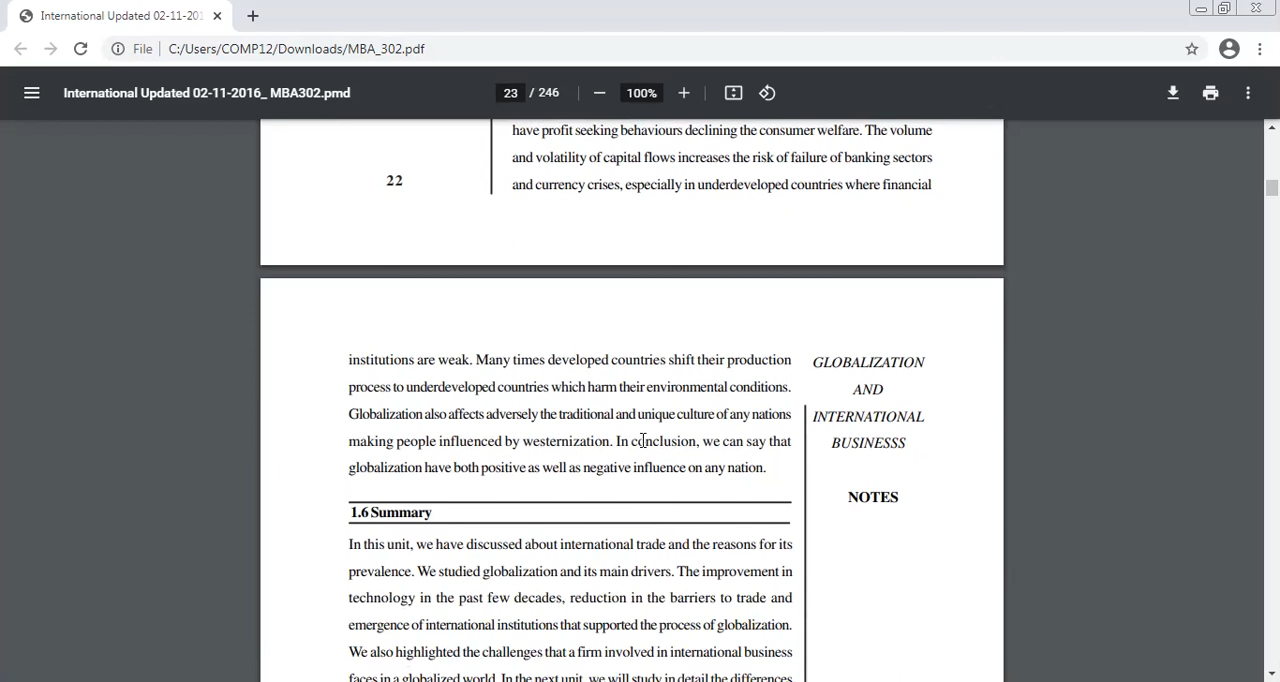 International Updated 02-11-201
File C:/Users/COMP12/Downloads/MBA_302.pdf
International Updated 02-11-2016_ MBA302.pmd 23 / 246 100%
have profit seeking behaviours declining the consumer welfare. The volume
and volatility of capital flows increases the risk of failure of banking sectors
22
and currency crises, especially in underdeveloped countries where financial
institutions are weak. Many times developed countries shift their production
process to underdeveloped countries which harm their environmental conditions.
Globalization also affects adversely the traditional and unique culture of any nations
making people influenced by westernization. In conclusion, we can say that
globalization have both positive as well as negative influence on any nation.
GLOBALIZATION
AND
INTERNATIONAL
BUSINESSS
NOTES
1.6 Summary
In this unit, we have discussed about international trade and the reasons for its
prevalence. We studied globalization and its main drivers. The improvement in
technology in the past few decades, reduction in the barriers to trade and
emergence of international institutions that supported the process of globalization.
We also highlighted the challenges that a firm involved in international business
faces in a globalized world. In the next unit, we will study in detail the differences